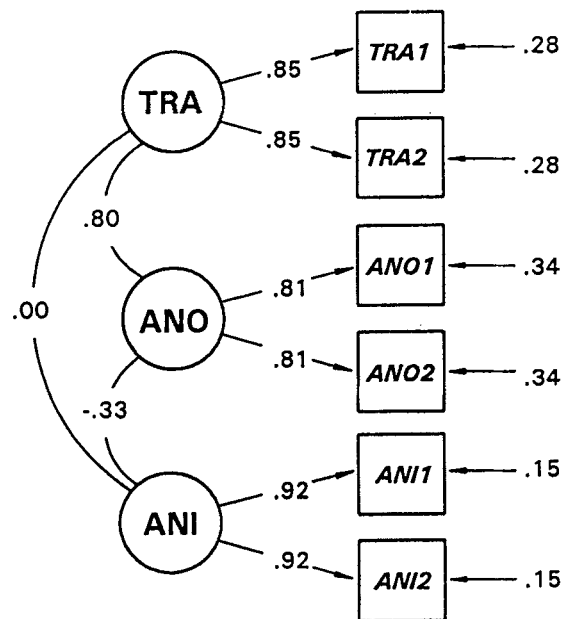 TRA
.85
TRA1
.28
.85
TRA2
.28
.80
.00
ANO
.81
ANO1
.34
.81
ANO2
.34
-.33
ANI
.92
ANI1
.15
.92
ANI2
.15